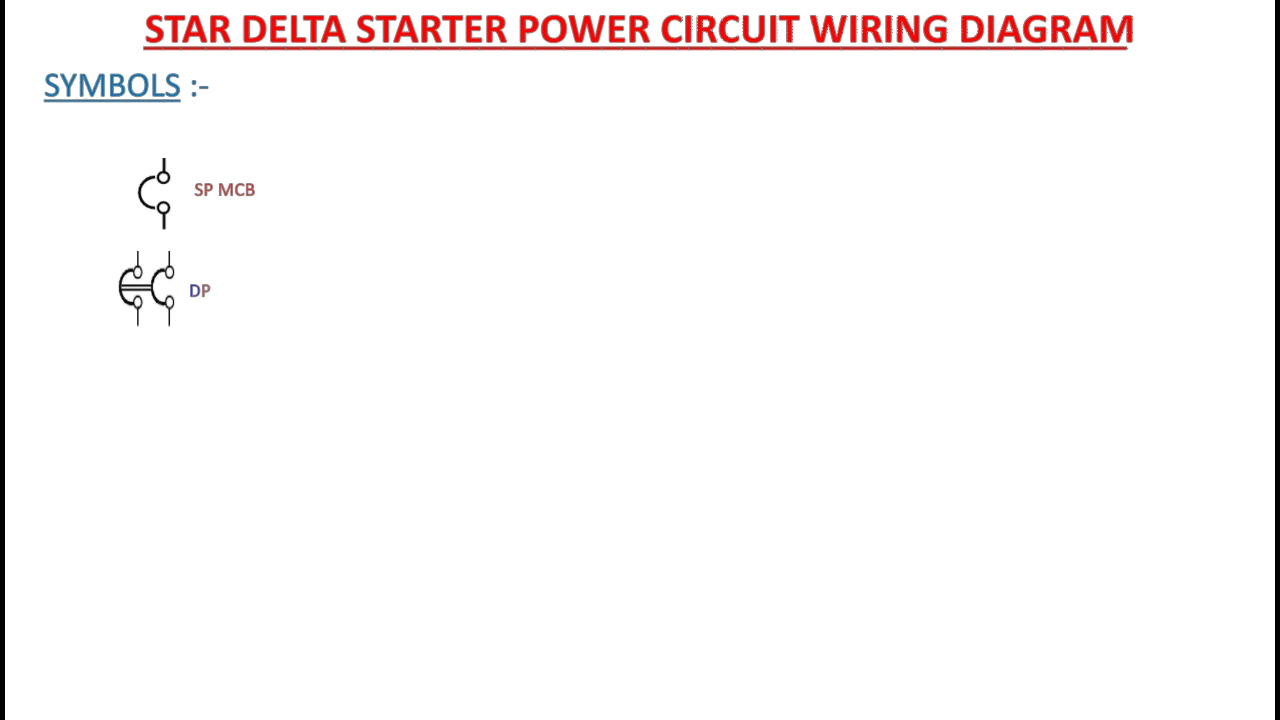 STAR DELTA STARTER POWER CIRCUIT WIRING DIAGRAM
SYMBOLS :-
SP MCB
DP